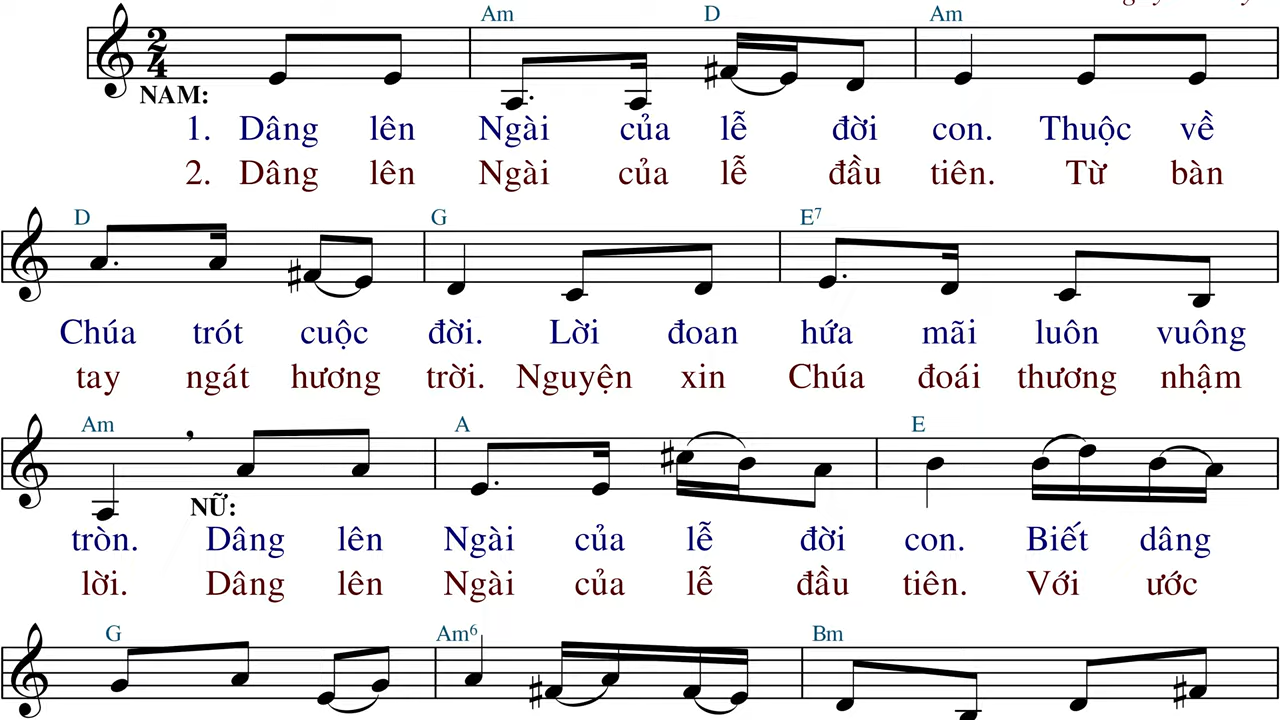 Am D Am
2/4
NAM:
1. Dâng lên Ngài của lễ đời con. Thuộc về
2. Dâng lên Ngài của lễ đầu tiên. Từ bàn
D G E7
Chúa trót cuộc đời. Lời đoan hứa mãi luôn vuông
tay ngát hương trời. Nguyện xin Chúa đoái thương nhậm
Am A E
NỮ:
tròn. Dâng lên Ngài của lễ đời con. Biết dâng
lời. Dâng lên Ngài của lễ đầu tiên. Với ước
G Am6 Bm